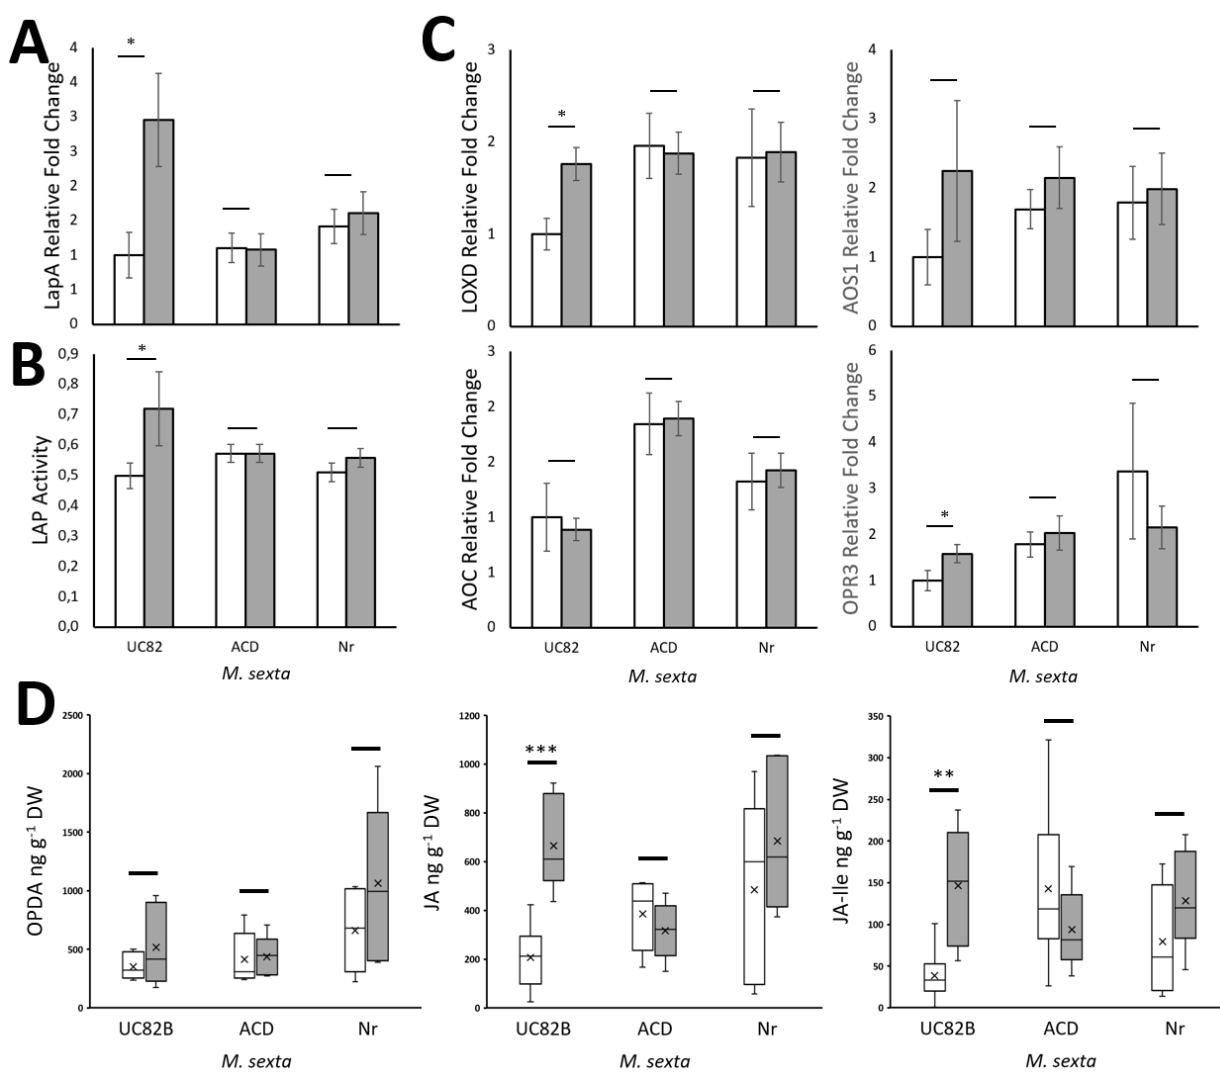 A
LapA Relative Fold Change
4
4
3
3
2
2
1
1
0
*
B
LAP Activity
0,9
0,8
0,7
0,6
0,5
0,4
0,3
0,2
0,1
0,0
*
UC82 ACD Nr
M. sexta
C
LOXD Relative Fold Change
3
2
1
0
*
AOS1 Relative Fold Change
4
3
2
1
0
AOC Relative Fold Change
3
2
2
1
1
0
UC82 ACD Nr
M. sexta
OPR3 Relative Fold Change
6
5
4
3
2
1
0
*
UC82 ACD Nr
M. sexta
D
OPDA ng g⁻¹ DW
2500
2000
1500
1000
500
0
UC82B ACD Nr
M. sexta
JA ng g⁻¹ DW
1200
1000
800
600
400
200
0
***
UC82B ACD Nr
M. sexta
JA-Ile ng g⁻¹ DW
350
300
250
200
150
100
50
0
**
UC82B ACD Nr
M. sexta